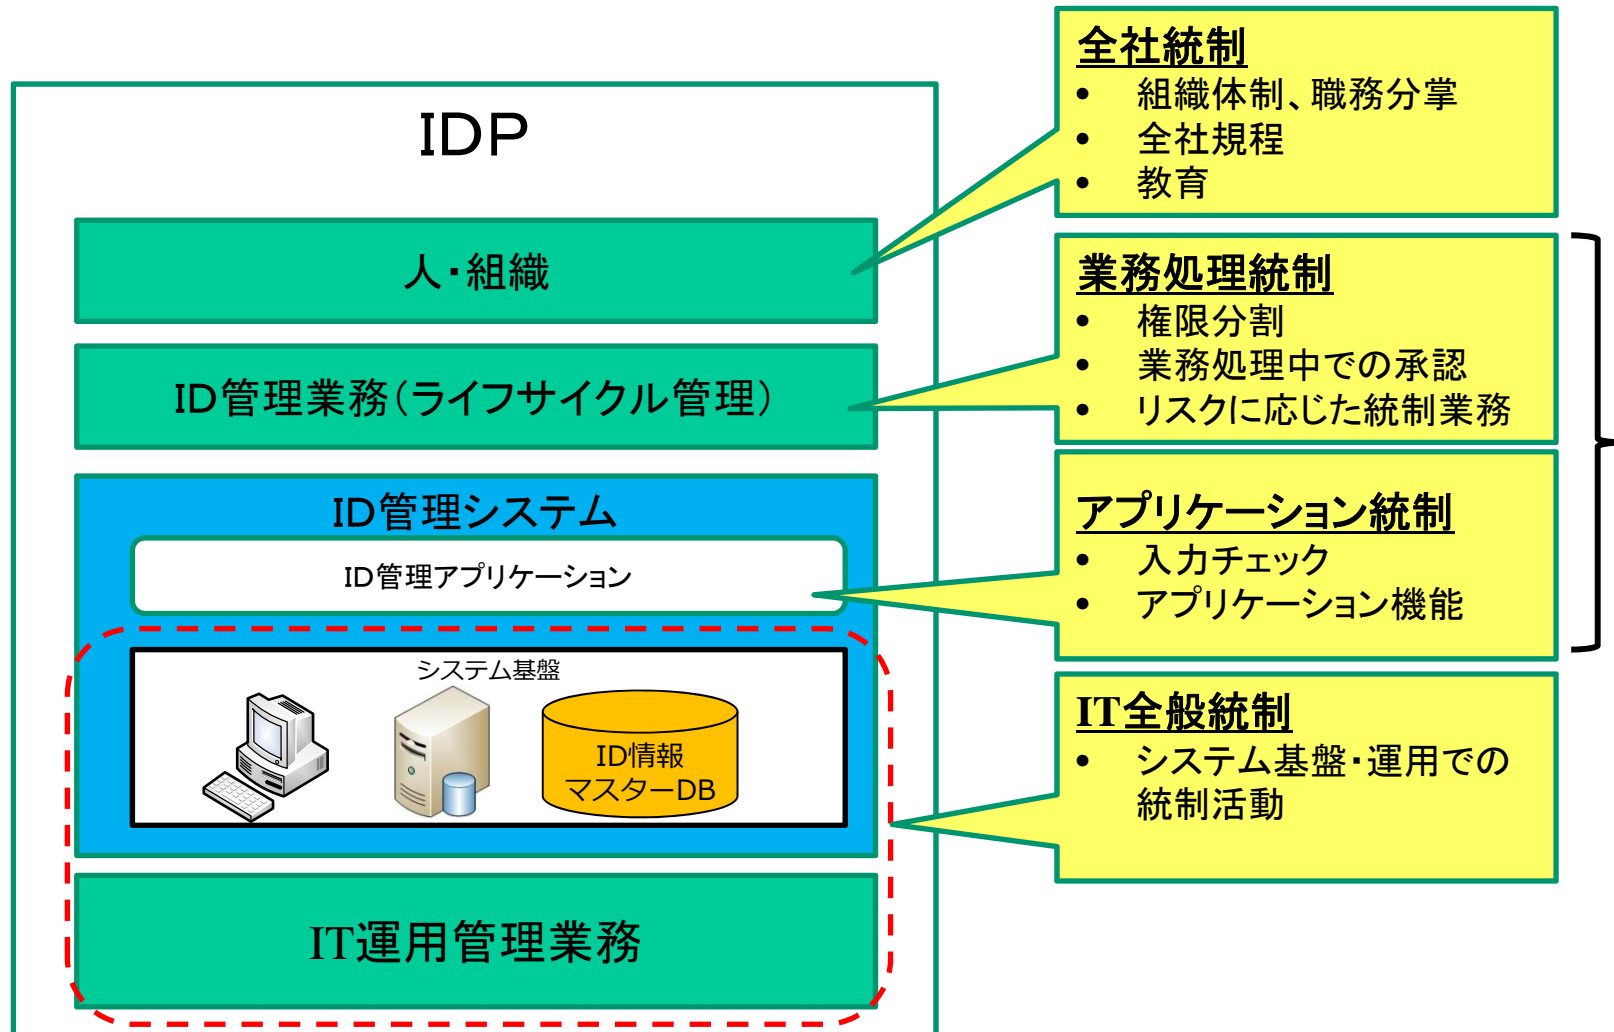 IDP
人・組織
ID管理業務(ライフサイクル管理)
ID管理システム
ID管理アプリケーション
システム基盤
ID情報
マスターDB
IT運用管理業務
全社統制
• 組織体制、職務分掌
• 全社規程
• 教育
業務処理統制
• 権限分割
• 業務処理中での承認
• リスクに応じた統制業務
アプリケーション統制
• 入力チェック
• アプリケーション機能
IT全般統制
• システム基盤・運用での
統制活動